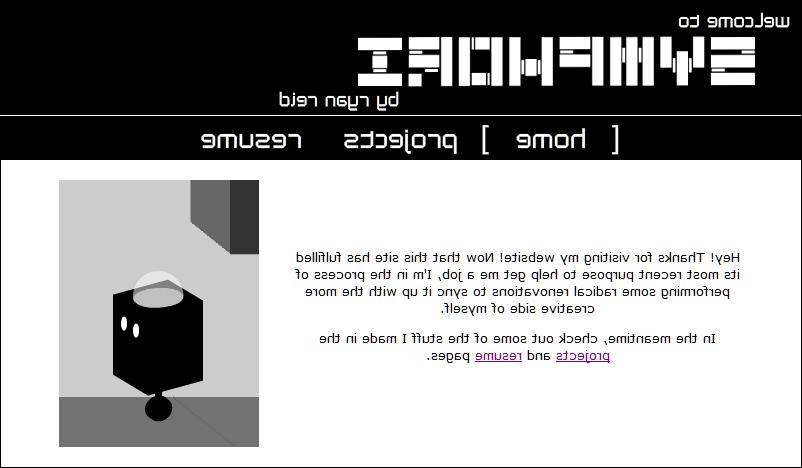 welcome to
SYMPHORI
by ryan reid
[ home ] projects resume
Hey! Thanks for visiting my website! Now that this site has fulfilled
its most recent purpose to help get me a job, I'm in the process of
performing some radical renovations to sync it up with the more
creative side of myself.
In the meantime, check out some of the stuff I made in the
projects and resume pages.